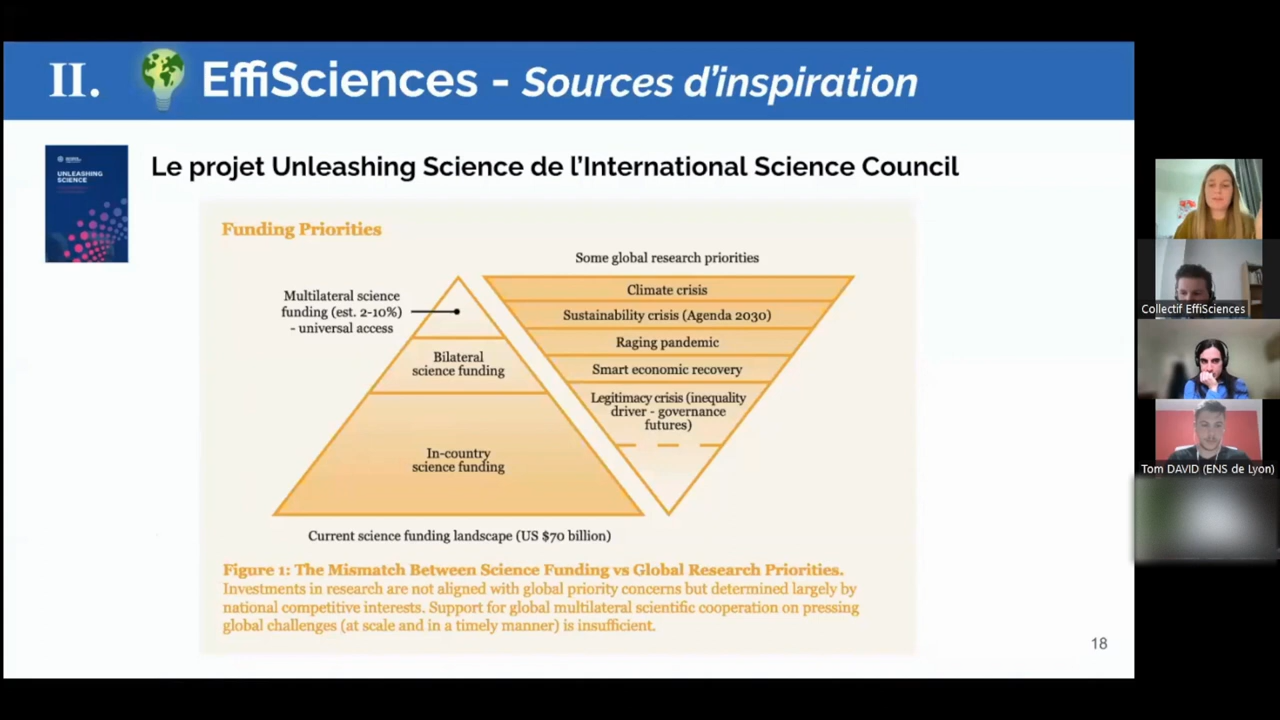 II. EffiSciences - Sources d'inspiration
UNLEASHING
SCIENCE
Le projet Unleashing Science de l'International Science Council
Funding Priorities
Some global research priorities
Multilateral science
funding (est. 2-10%)
- universal access
Bilateral
science funding
In-country
science funding
Climate crisis
Sustainability crisis (Agenda 2030)
Raging pandemic
Smart economic recovery
Legitimacy crisis (inequality
driver - governance
futures)
Current science funding landscape (US $70 billion)
Figure 1: The Mismatch Between Science Funding vs Global Research Priorities.
Investments in research are not aligned with global priority concerns but determined largely by
national competitive interests. Support for global multilateral scientific cooperation on pressing
global challenges (at scale and in a timely manner) is insufficient.
18
Collectif EffiSciences
Tom DAVID (ENS de Lyon)